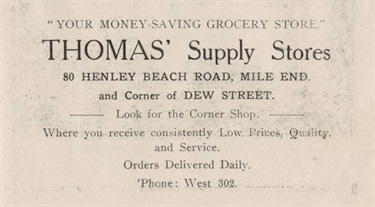 "YOUR MONEY-SAVING GROCERY STORE."
THOMAS' Supply Stores
80 HENLEY BEACH ROAD, MILE END,
and Corner of DEW STREET.
Look for the Corner Shop.
Where you receive consistently Low Prices, Quality,
and Service.
Orders Delivered Daily.
'Phone: West 302.